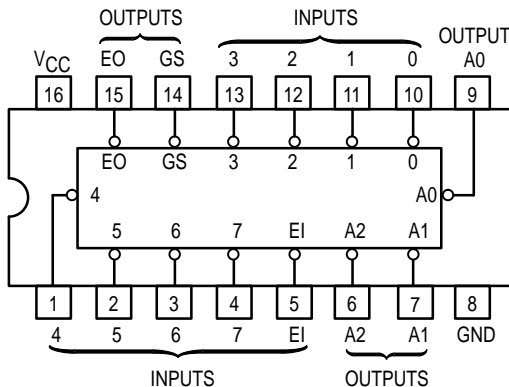 OUTPUTS INPUTS OUTPUT
VCC EO GS 3 2 1 0 A0
16 15 14 13 12 11 10 9
EO GS 3 2 1 0
4 A0
5 6 7 EI A2 A1
1 2 3 4 5 6 7 8
4 5 6 7 EI A2 A1 GND
INPUTS OUTPUTS